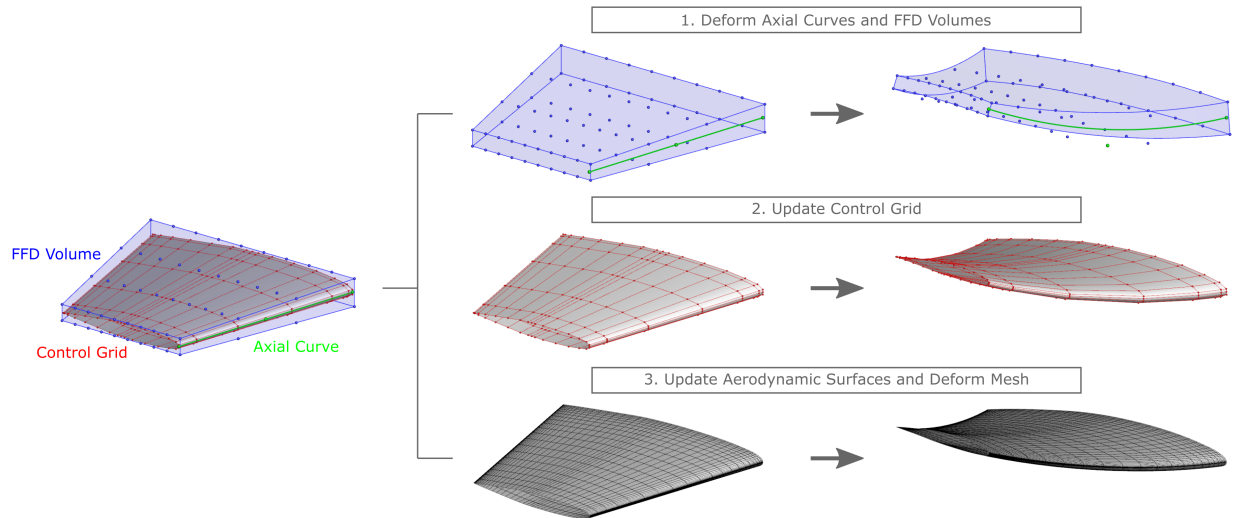 1. Deform Axial Curves and FFD Volumes
2. Update Control Grid
FFD Volume
Control Grid
Axial Curve
3. Update Aerodynamic Surfaces and Deform Mesh